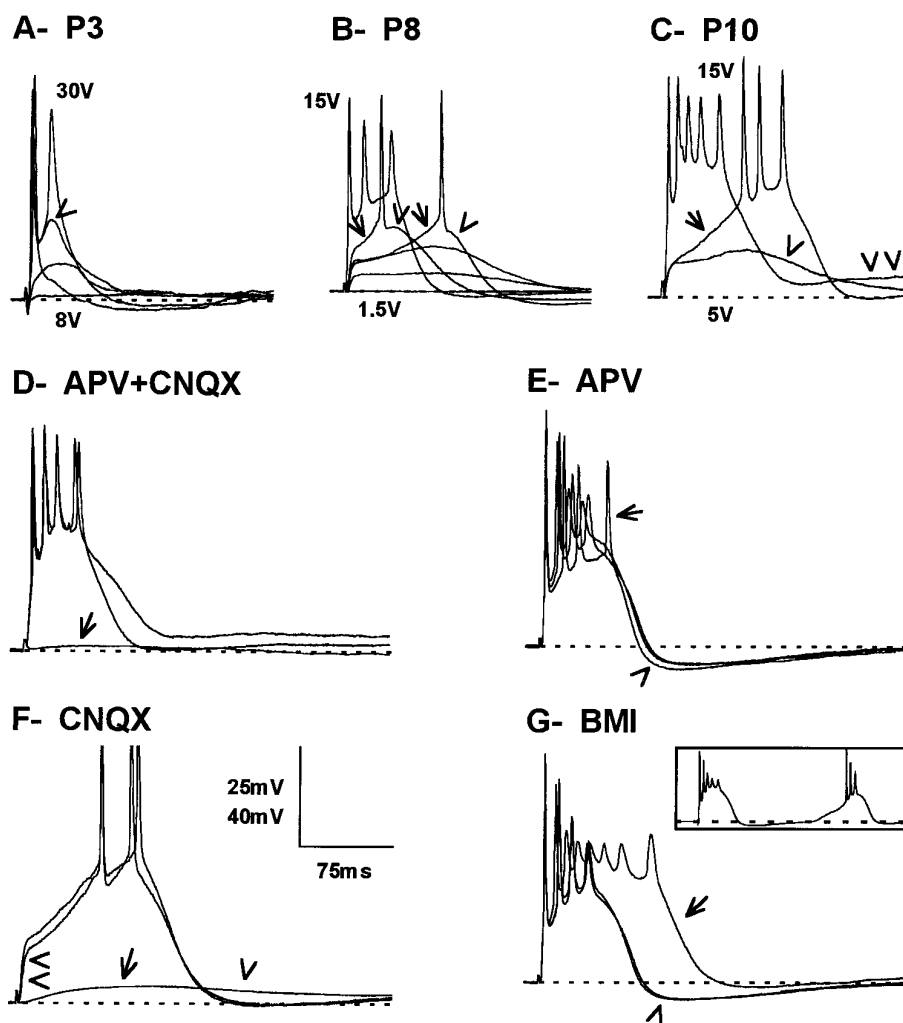 A- P3
B- P8
C- P10
30V
15V
15V
8V
1.5V
5V
D- APV+CNQX
E- APV
F- CNQX
G- BMI
25mV
40mV
75ms